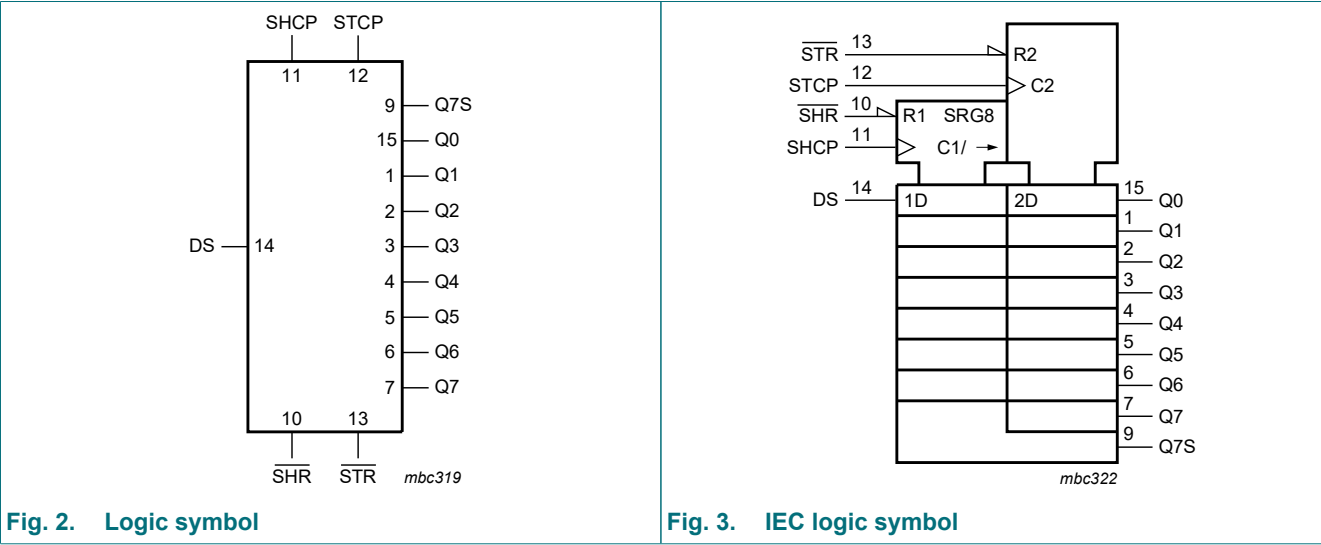 SHCP STCP
11 12
9 Q7S
15 Q0
1 Q1
2 Q2
DS 14 3 Q3
4 Q4
5 Q5
6 Q6
7 Q7
10 13
SHR STR mbc319
Fig. 2. Logic symbol
STR 13 R2
STCP 12 C2
SHR 10 R1 SRG8
SHCP 11 C1/ →
DS 14 1D 2D 15 Q0
1 Q1
2 Q2
3 Q3
4 Q4
5 Q5
6 Q6
7 Q7
9 Q7S
mbc322
Fig. 3. IEC logic symbol